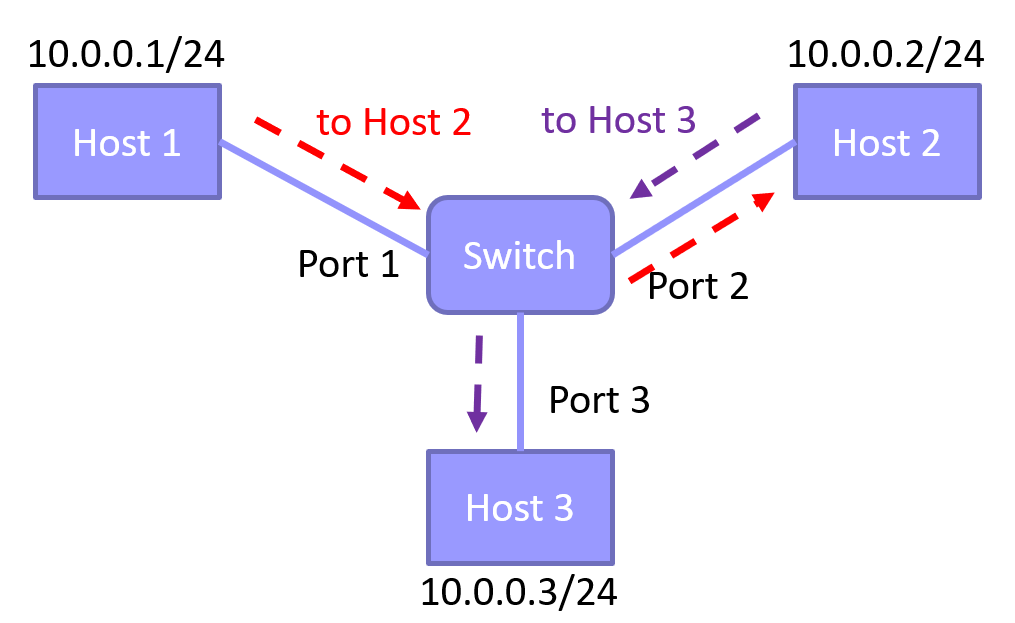 10.0.0.1/24
10.0.0.2/24
Host 1
to Host 2
to Host 3
Host 2
Port 1
Switch
Port 2
Port 3
Host 3
10.0.0.3/24